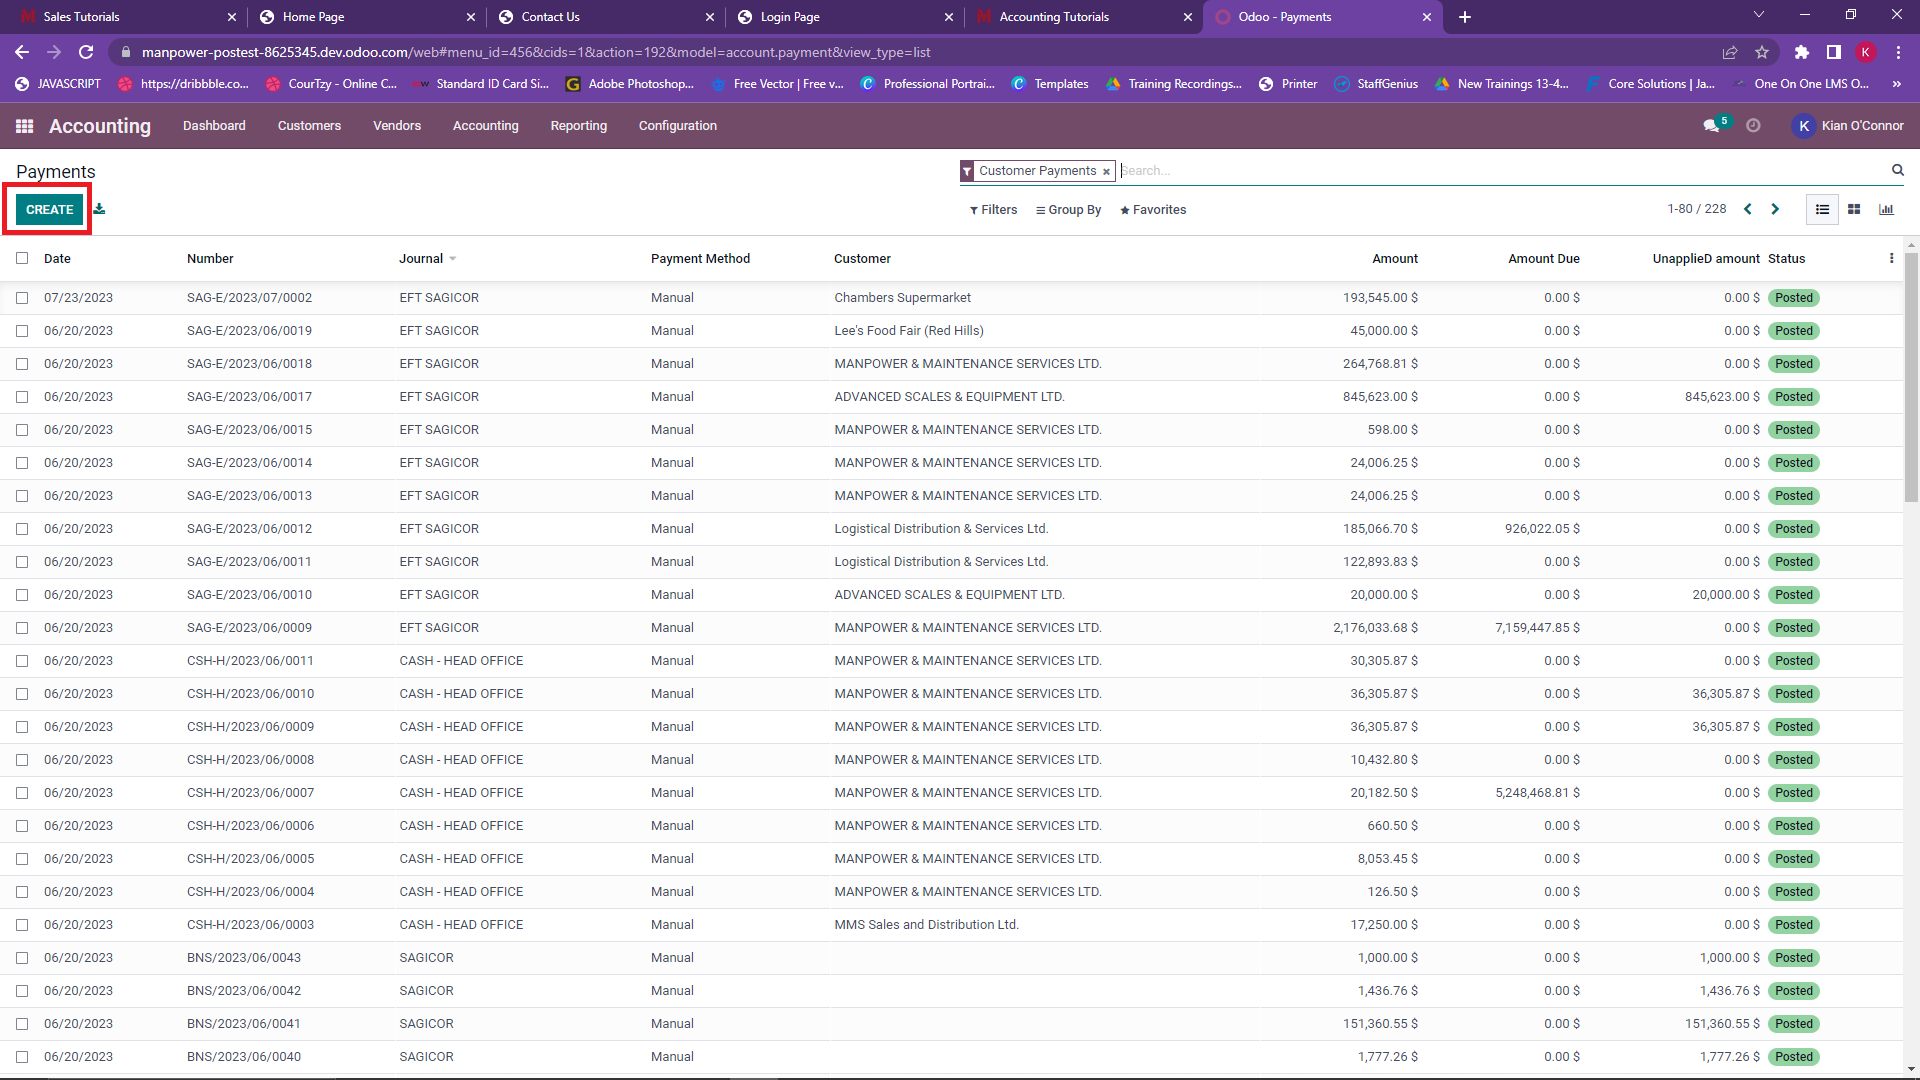 Sales Tutorials Home Page Contact Us Login Page Accounting Tutorials Odoo - Payments
manpower-postest-8625345.dev.odoo.com/web#menu_id=456&cids=1&action=192&model=account.payment&view_type=list K
JAVASCRIPT https://dribbble.co... CourTzy - Online C... Standard ID Card Si... Adobe Photoshop... Free Vector | Free v... Professional Portrai... Templates Training Recordings... Printer StaffGenius New Trainings 13-4... Core Solutions | Ja... One On One LMS O... »
Accounting Dashboard Customers Vendors Accounting Reporting Configuration 5 K Kian O'Connor
Payments Customer Payments × Search...
CREATE Filters Group By Favorites 1-80 / 228
Date Number Journal Payment Method Customer Amount Amount Due UnapplieD amount Status
07/23/2023 SAG-E/2023/07/0002 EFT SAGICOR Manual Chambers Supermarket 193,545.00 $ 0.00 $ 0.00 $ Posted
06/20/2023 SAG-E/2023/06/0019 EFT SAGICOR Manual Lee's Food Fair (Red Hills) 45,000.00 $ 0.00 $ 0.00 $ Posted
06/20/2023 SAG-E/2023/06/0018 EFT SAGICOR Manual MANPOWER & MAINTENANCE SERVICES LTD. 264,768.81 $ 0.00 $ 0.00 $ Posted
06/20/2023 SAG-E/2023/06/0017 EFT SAGICOR Manual ADVANCED SCALES & EQUIPMENT LTD. 845,623.00 $ 0.00 $ 845,623.00 $ Posted
06/20/2023 SAG-E/2023/06/0015 EFT SAGICOR Manual MANPOWER & MAINTENANCE SERVICES LTD. 598.00 $ 0.00 $ 0.00 $ Posted
06/20/2023 SAG-E/2023/06/0014 EFT SAGICOR Manual MANPOWER & MAINTENANCE SERVICES LTD. 24,006.25 $ 0.00 $ 0.00 $ Posted
06/20/2023 SAG-E/2023/06/0013 EFT SAGICOR Manual MANPOWER & MAINTENANCE SERVICES LTD. 24,006.25 $ 0.00 $ 0.00 $ Posted
06/20/2023 SAG-E/2023/06/0012 EFT SAGICOR Manual Logistical Distribution & Services Ltd. 185,066.70 $ 926,022.05 $ 0.00 $ Posted
06/20/2023 SAG-E/2023/06/0011 EFT SAGICOR Manual Logistical Distribution & Services Ltd. 122,893.83 $ 0.00 $ 0.00 $ Posted
06/20/2023 SAG-E/2023/06/0010 EFT SAGICOR Manual ADVANCED SCALES & EQUIPMENT LTD. 20,000.00 $ 0.00 $ 20,000.00 $ Posted
06/20/2023 SAG-E/2023/06/0009 EFT SAGICOR Manual MANPOWER & MAINTENANCE SERVICES LTD. 2,176,033.68 $ 7,159,447.85 $ 0.00 $ Posted
06/20/2023 CSH-H/2023/06/0011 CASH - HEAD OFFICE Manual MANPOWER & MAINTENANCE SERVICES LTD. 30,305.87 $ 0.00 $ 0.00 $ Posted
06/20/2023 CSH-H/2023/06/0010 CASH - HEAD OFFICE Manual MANPOWER & MAINTENANCE SERVICES LTD. 36,305.87 $ 0.00 $ 36,305.87 $ Posted
06/20/2023 CSH-H/2023/06/0009 CASH - HEAD OFFICE Manual MANPOWER & MAINTENANCE SERVICES LTD. 36,305.87 $ 0.00 $ 36,305.87 $ Posted
06/20/2023 CSH-H/2023/06/0008 CASH - HEAD OFFICE Manual MANPOWER & MAINTENANCE SERVICES LTD. 10,432.80 $ 0.00 $ 0.00 $ Posted
06/20/2023 CSH-H/2023/06/0007 CASH - HEAD OFFICE Manual MANPOWER & MAINTENANCE SERVICES LTD. 20,182.50 $ 5,248,468.81 $ 0.00 $ Posted
06/20/2023 CSH-H/2023/06/0006 CASH - HEAD OFFICE Manual MANPOWER & MAINTENANCE SERVICES LTD. 660.50 $ 0.00 $ 0.00 $ Posted
06/20/2023 CSH-H/2023/06/0005 CASH - HEAD OFFICE Manual MANPOWER & MAINTENANCE SERVICES LTD. 8,053.45 $ 0.00 $ 0.00 $ Posted
06/20/2023 CSH-H/2023/06/0004 CASH - HEAD OFFICE Manual MANPOWER & MAINTENANCE SERVICES LTD. 126.50 $ 0.00 $ 0.00 $ Posted
06/20/2023 CSH-H/2023/06/0003 CASH - HEAD OFFICE Manual MMS Sales and Distribution Ltd. 17,250.00 $ 0.00 $ 0.00 $ Posted
06/20/2023 BNS/2023/06/0043 SAGICOR Manual 1,000.00 $ 0.00 $ 1,000.00 $ Posted
06/20/2023 BNS/2023/06/0042 SAGICOR Manual 1,436.76 $ 0.00 $ 1,436.76 $ Posted
06/20/2023 BNS/2023/06/0041 SAGICOR Manual 151,360.55 $ 0.00 $ 151,360.55 $ Posted
06/20/2023 BNS/2023/06/0040 SAGICOR Manual 1,777.26 $ 0.00 $ 1,777.26 $ Posted